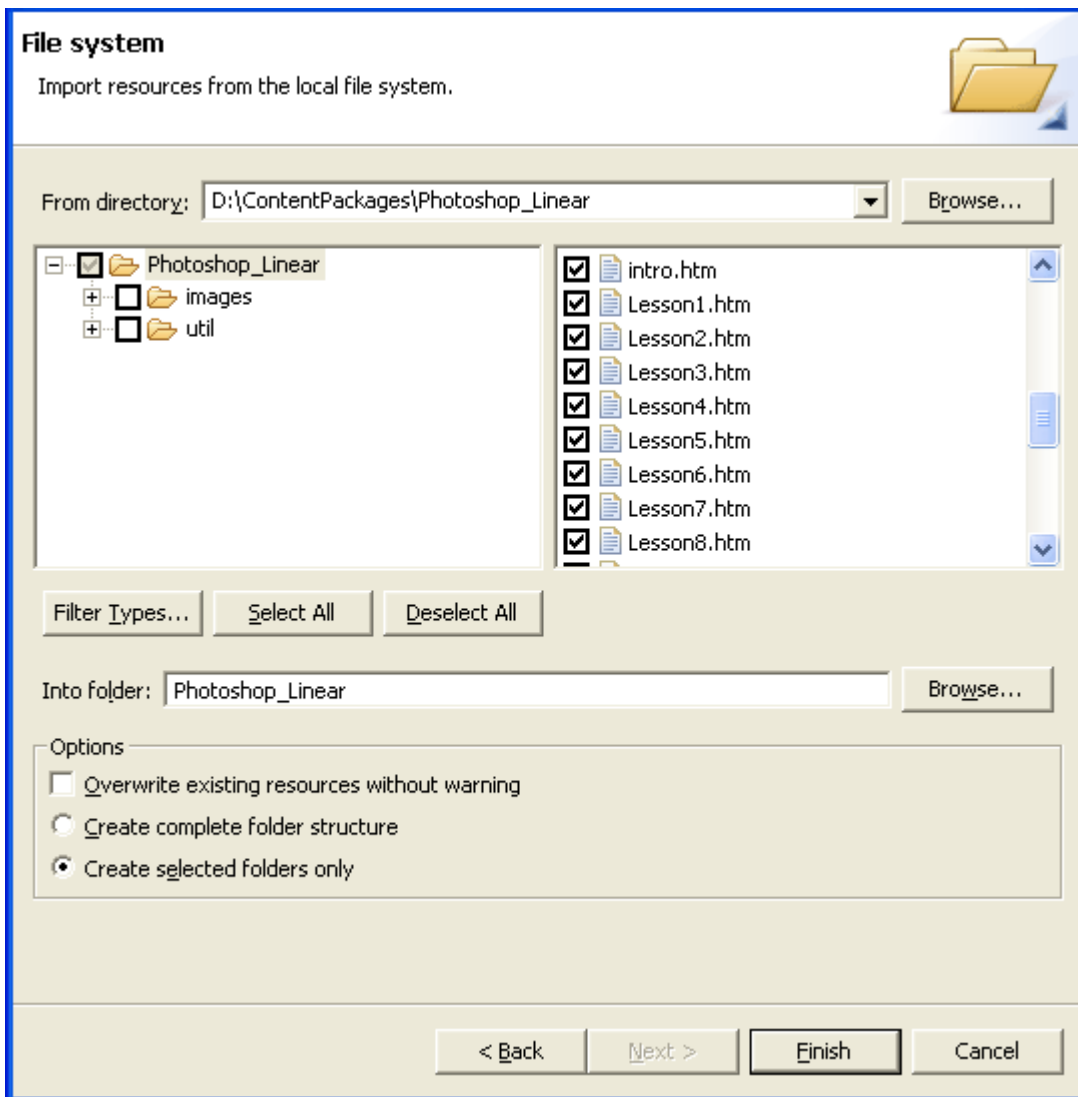 File system
Import resources from the local file system.
From directory: D:\ContentPackages\Photoshop_Linear Browse...
Photoshop_Linear
images
util
intro.htm
Lesson1.htm
Lesson2.htm
Lesson3.htm
Lesson4.htm
Lesson5.htm
Lesson6.htm
Lesson7.htm
Lesson8.htm
Filter Types... Select All Deselect All
Into folder: Photoshop_Linear Browse...
Options
Overwrite existing resources without warning
Create complete folder structure
Create selected folders only
< Back Next > Finish Cancel